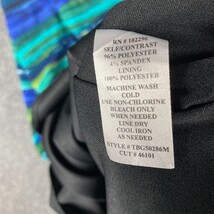 RN # 182296
SELF/CONTRAST
96% POLYESTER
4% SPANDEX
LINING
100% POLYESTER
MACHINE WASH
COLD
USE NON-CHLORINE
BLEACH ONLY
WHEN NEEDED
LINE DRY
COOL IRON
AS NEEDED
STYLE # TBG50286M
CUT # 46101